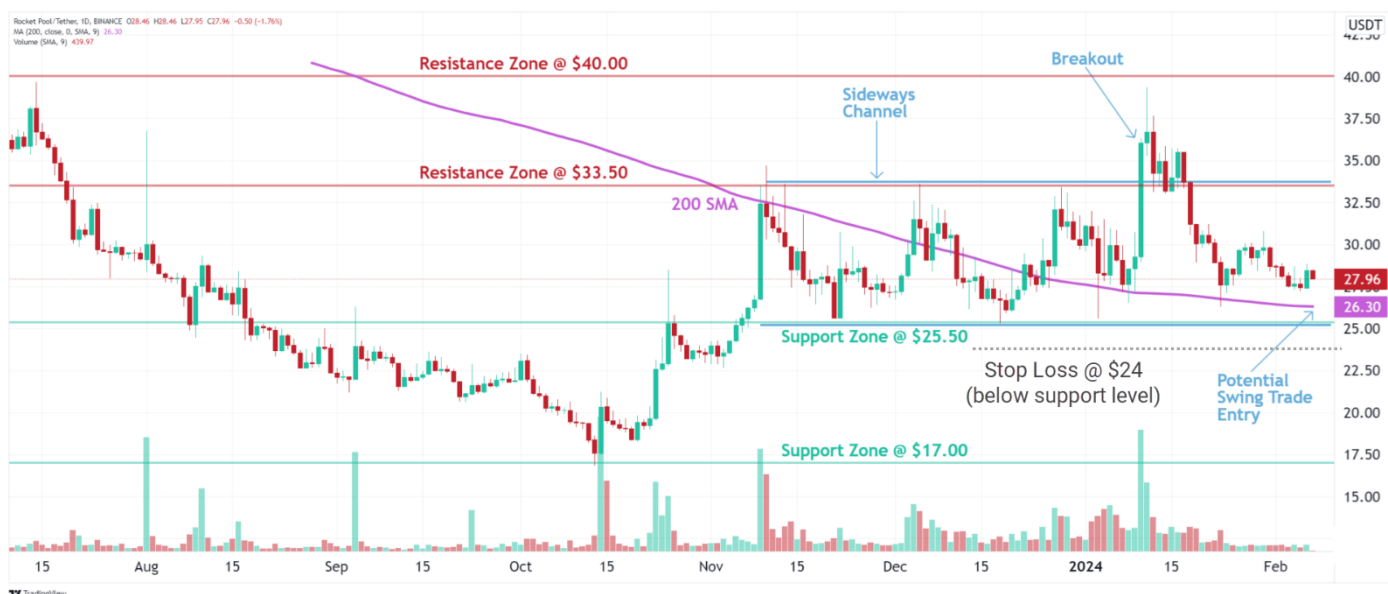 Rocket Pool/Tether, 1D, BINANCE O28.46 H28.46 L27.95 C27.96 -0.50 (-1.76%)
MA (200, close, 0, SMA, 9) 26.30
Volume (SMA, 9) 439.97
USDT
42.50
Resistance Zone @ $40.00
Breakout
40.00
Sideways
Channel
37.50
35.00
Resistance Zone @ $33.50
200 SMA
32.50
30.00
27.96
27.50
26.30
25.00
Support Zone @ $25.50
Stop Loss @ $24
(below support level)
Potential
Swing Trade
Entry
22.50
20.00
Support Zone @ $17.00
17.50
15.00
15 Aug 15 Sep 15 Oct 15 Nov 15 Dec 15 2024 15 Feb
TradingView